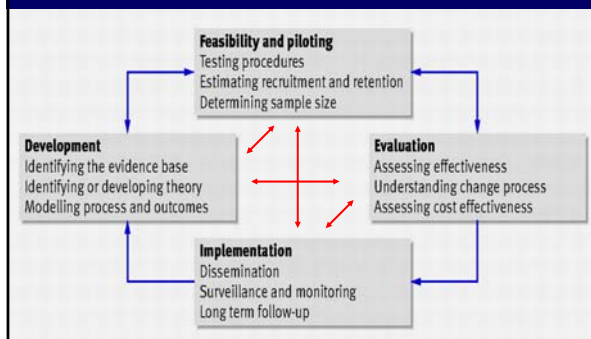 Feasibility and piloting
Testing procedures
Estimating recruitment and retention
Determining sample size
Development
Identifying the evidence base
Identifying or developing theory
Modelling process and outcomes
Evaluation
Assessing effectiveness
Understanding change process
Assessing cost effectiveness
Implementation
Dissemination
Surveillance and monitoring
Long term follow-up